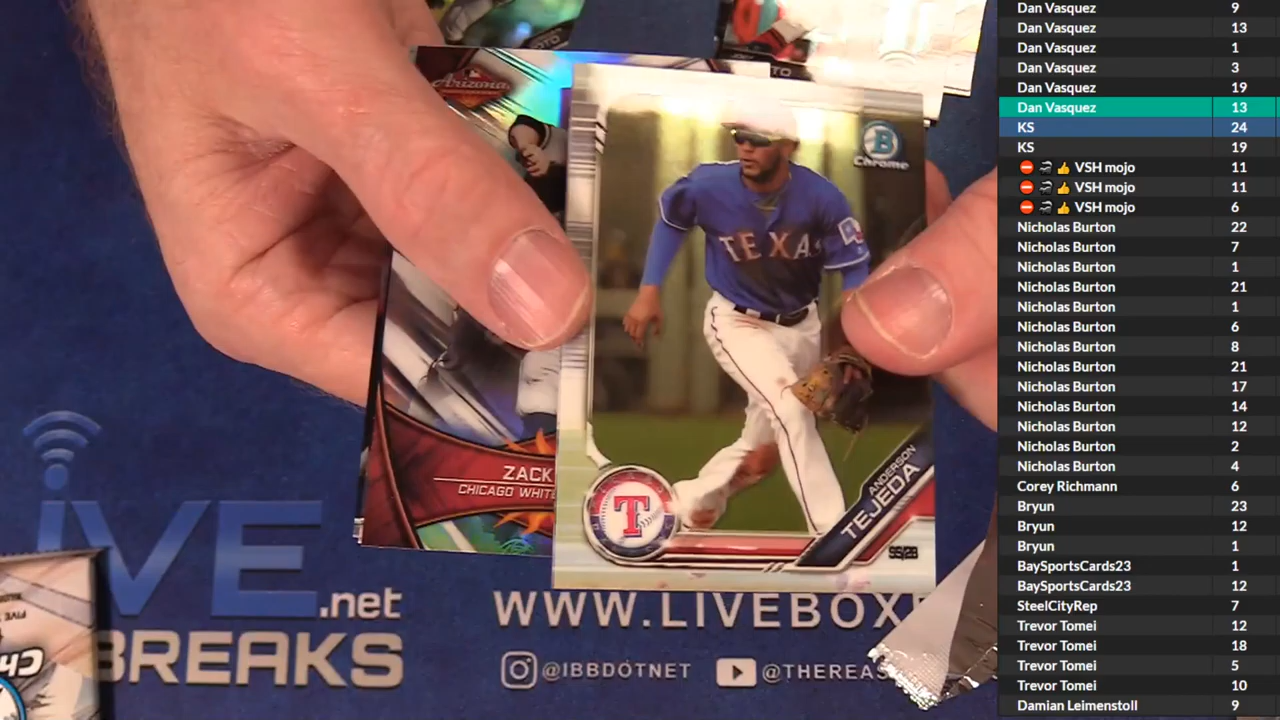 Arizona
B
Chrome
TEXAS
ZACK
CHICAGO WHITE
ANDERSON
TEJEDA
T
iVE.net
BREAKS
WWW.LIVEBOX
@IBBDOTNET
@THEREAS
FIVE
Ch
Dan Vasquez 9
Dan Vasquez 13
Dan Vasquez 1
Dan Vasquez 3
Dan Vasquez 19
Dan Vasquez 13
KS 24
KS 19
⛔ 👍 VSH mojo 11
⛔ 👍 VSH mojo 11
⛔ 👍 VSH mojo 6
Nicholas Burton 22
Nicholas Burton 7
Nicholas Burton 1
Nicholas Burton 21
Nicholas Burton 1
Nicholas Burton 6
Nicholas Burton 8
Nicholas Burton 21
Nicholas Burton 17
Nicholas Burton 14
Nicholas Burton 12
Nicholas Burton 2
Nicholas Burton 4
Corey Richmann 6
Bryun 23
Bryun 12
Bryun 1
BaySportsCards23 1
BaySportsCards23 12
SteelCityRep 7
Trevor Tomei 12
Trevor Tomei 18
Trevor Tomei 5
Trevor Tomei 10
Damian Leimenstoll 9